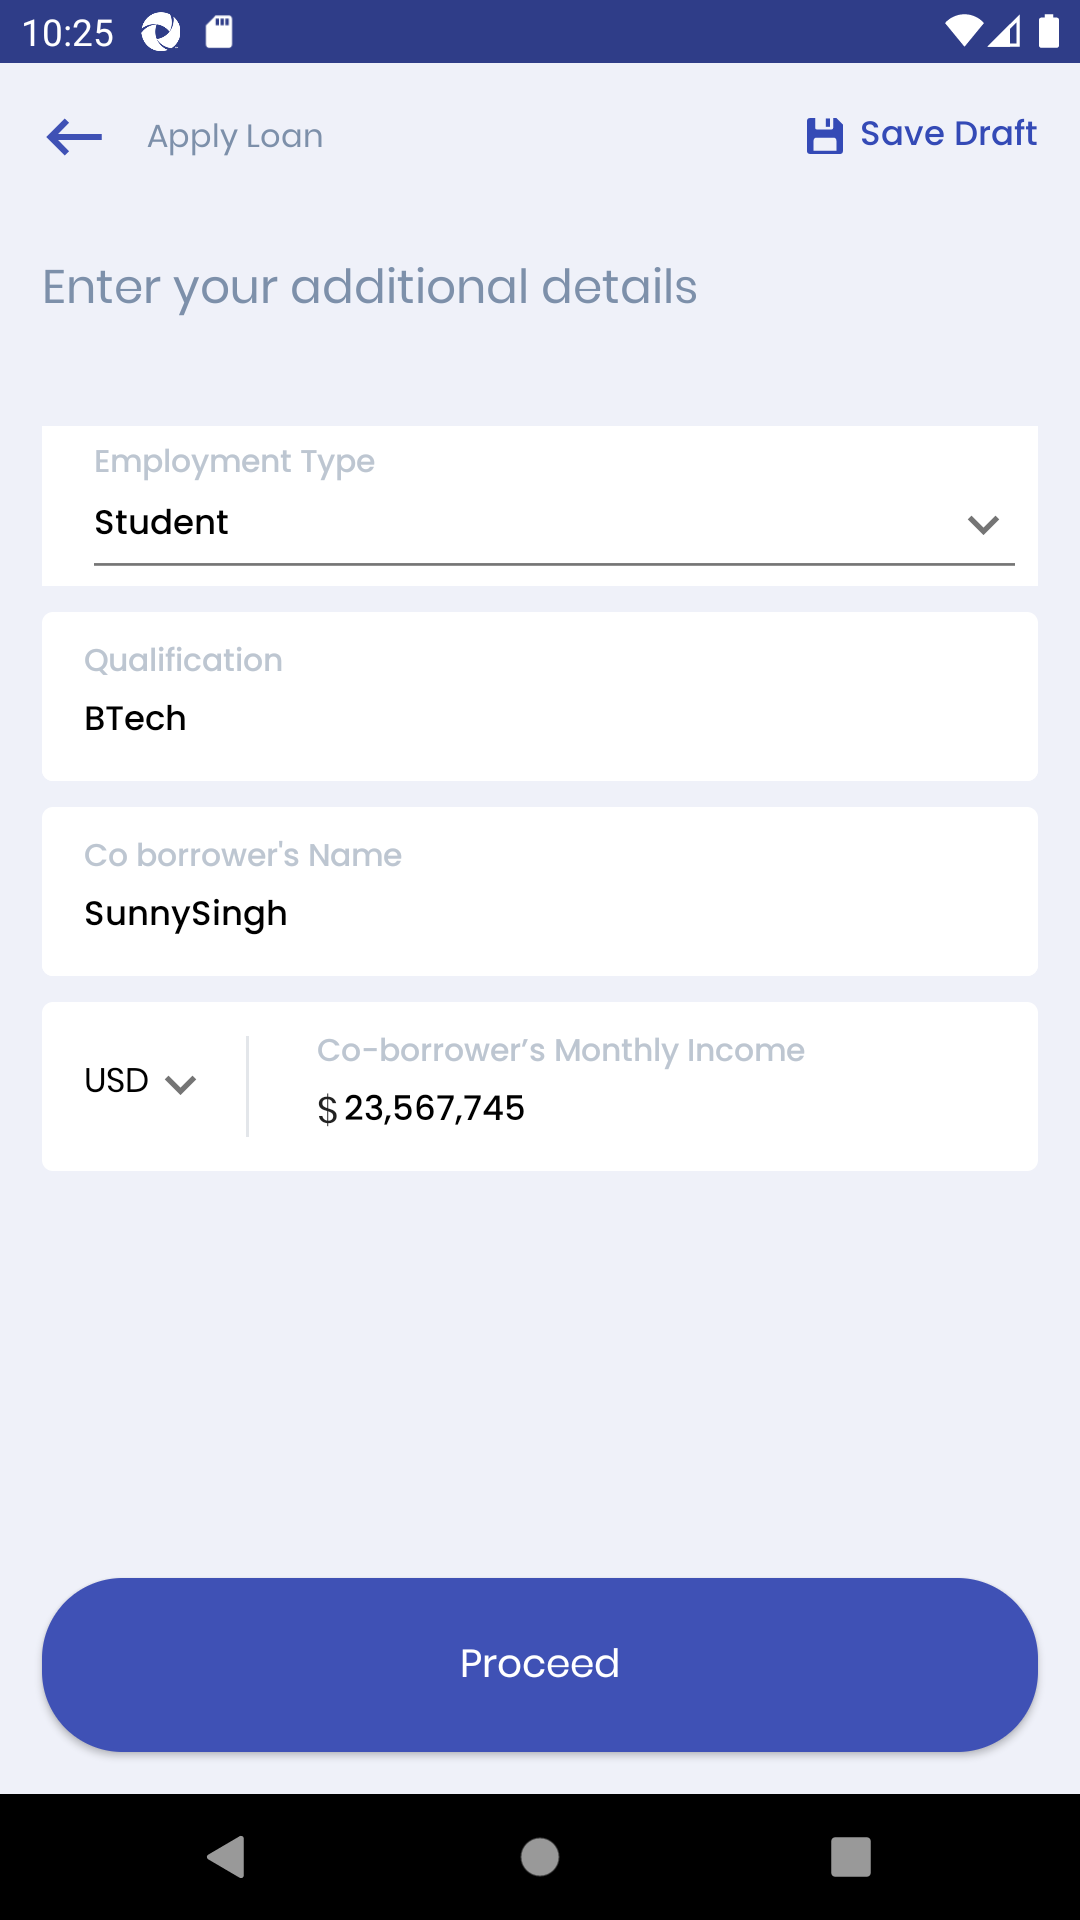 10:25
Apply Loan
Save Draft
Enter your additional details
Employment Type
Student
Qualification
BTech
Co borrower's Name
SunnySingh
USD
Co-borrower’s Monthly Income
$ 23,567,745
Proceed